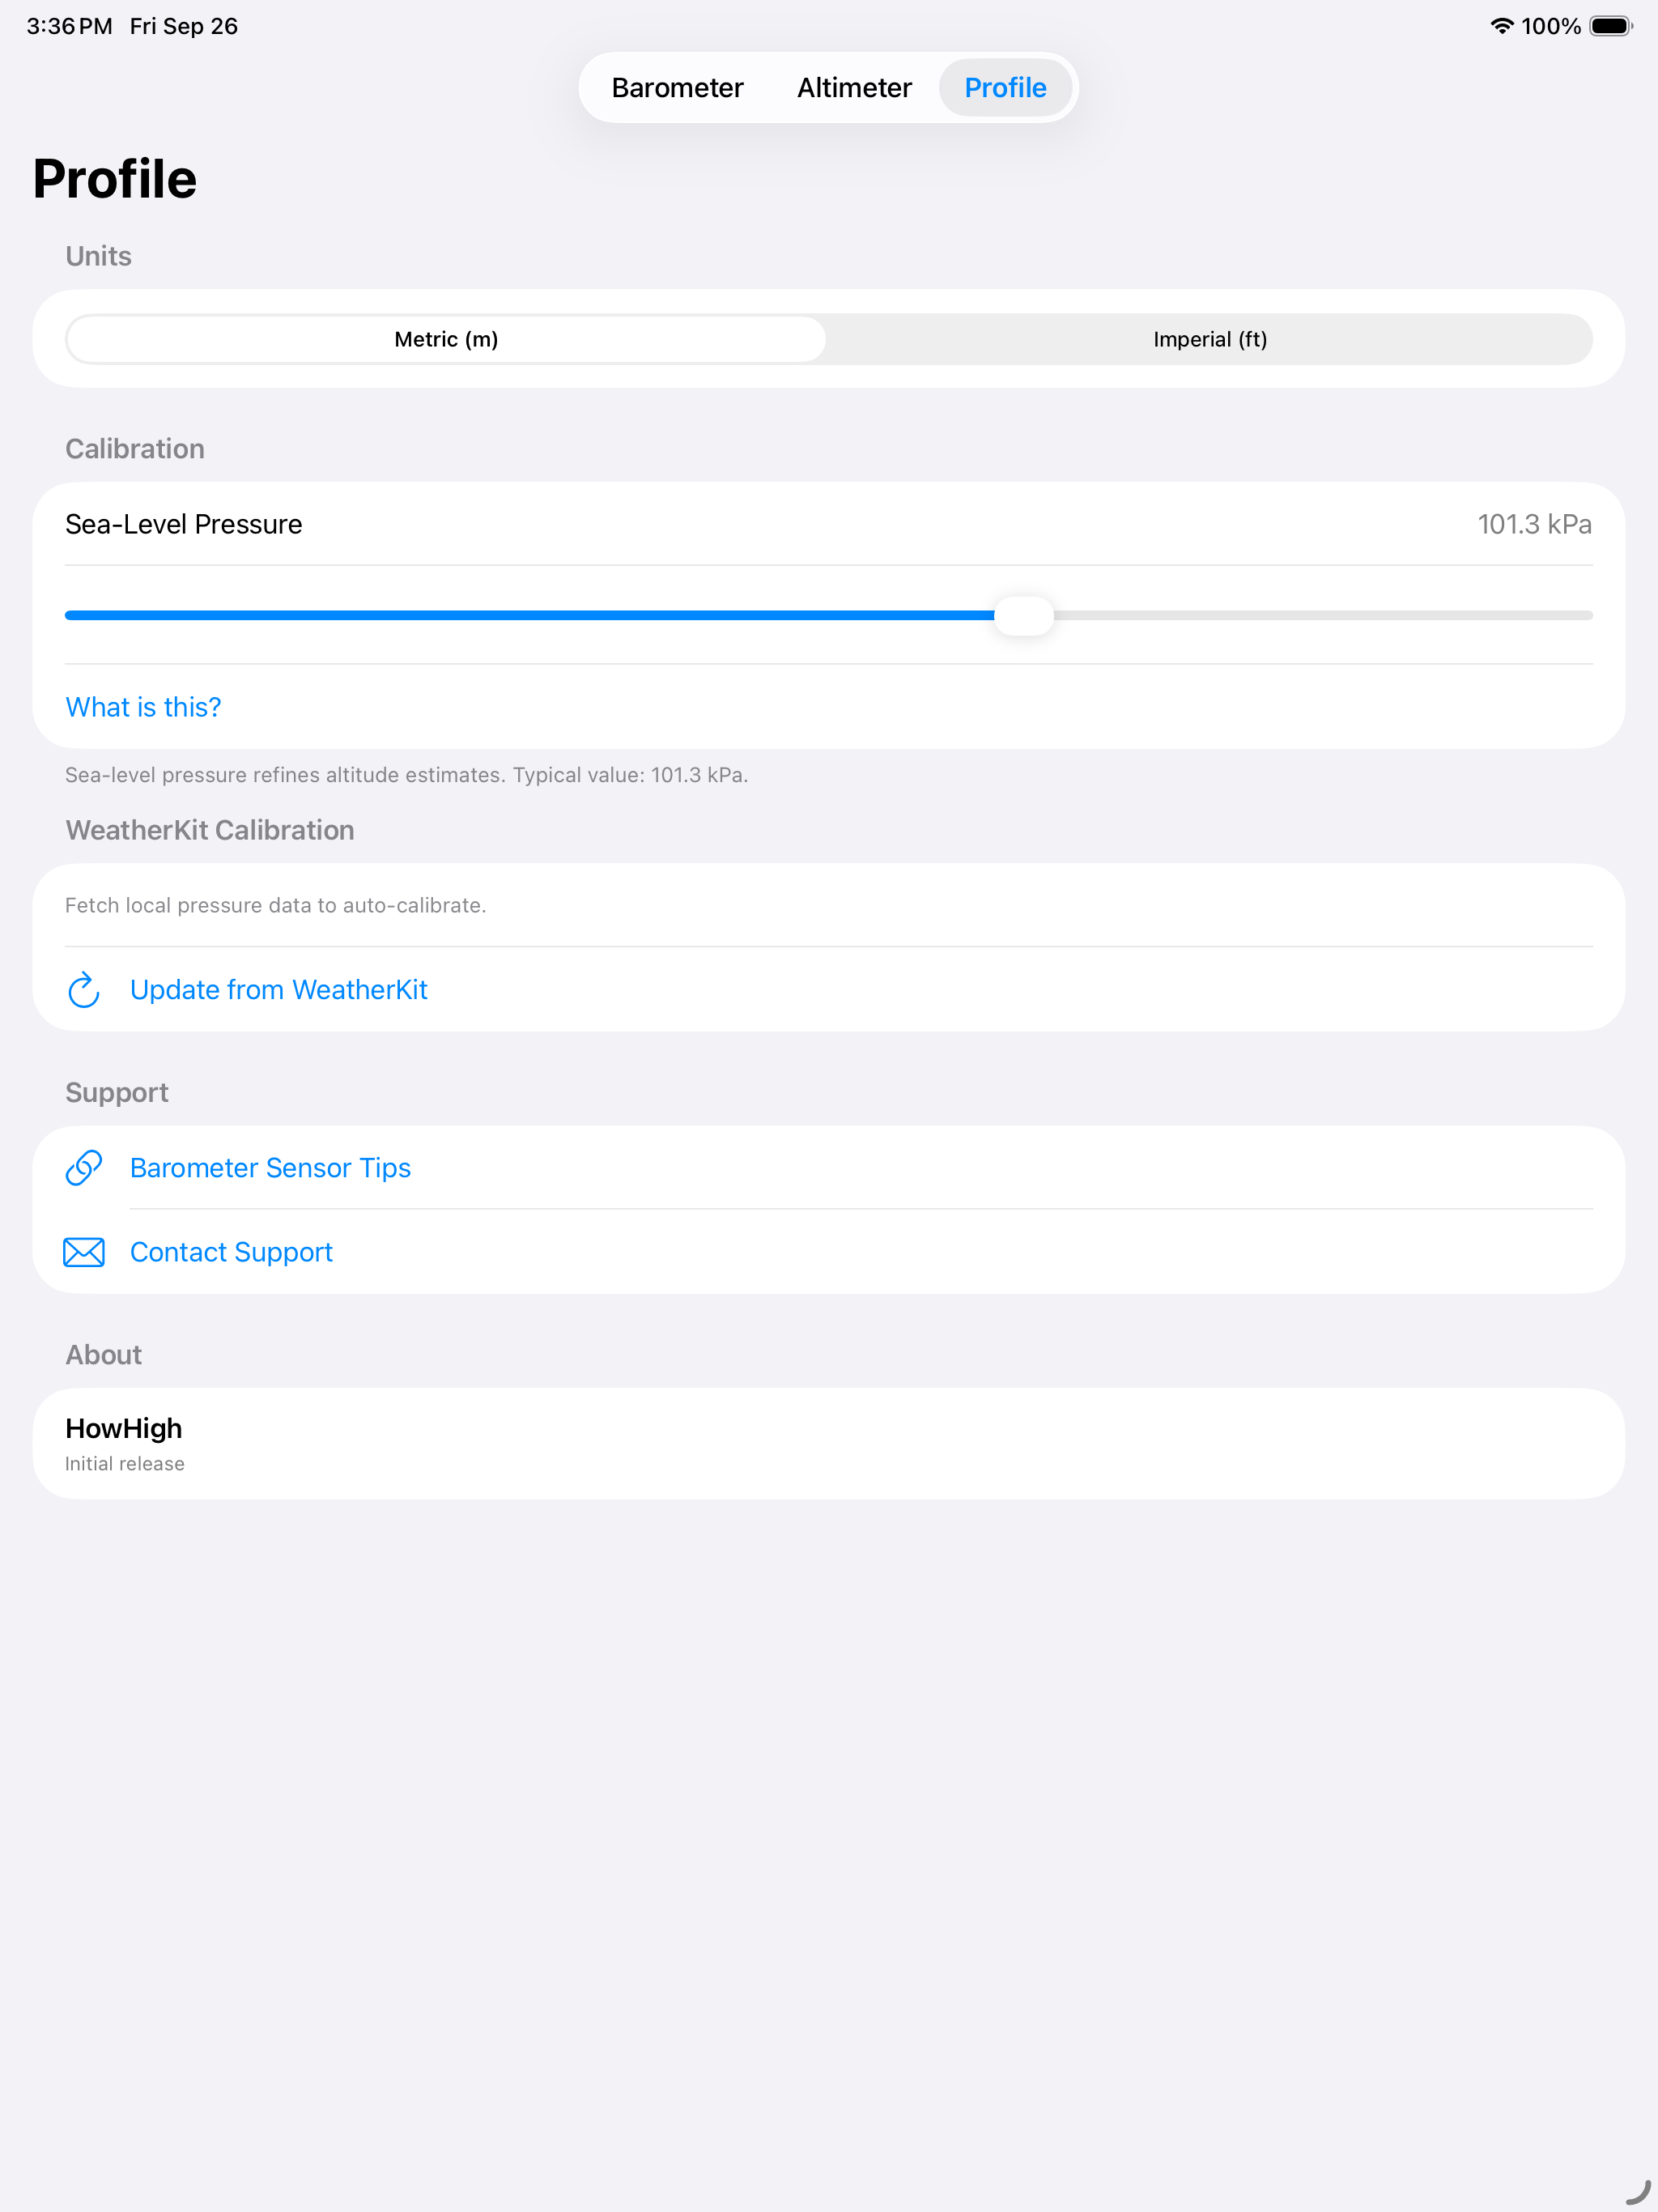 3:36 PM Fri Sep 26
100%
Barometer Altimeter Profile
Profile
Units
Metric (m) Imperial (ft)
Calibration
Sea-Level Pressure 101.3 kPa
What is this?
Sea-level pressure refines altitude estimates. Typical value: 101.3 kPa.
WeatherKit Calibration
Fetch local pressure data to auto-calibrate.
Update from WeatherKit
Support
Barometer Sensor Tips
Contact Support
About
HowHigh
Initial release